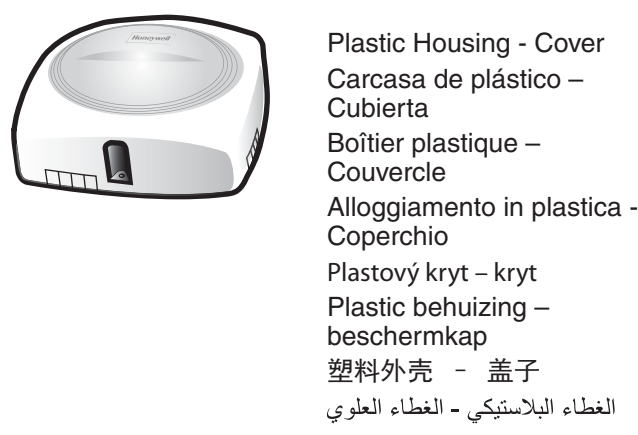 Honeywell
Plastic Housing - Cover
Carcasa de plástico –
Cubierta
Boîtier plastique –
Couvercle
Alloggiamento in plastica -
Coperchio
Plastový kryt – kryt
Plastic behuizing –
beschermkap
塑料外壳 - 盖子
الغطاء البلاستيكي - الغطاء العلوي